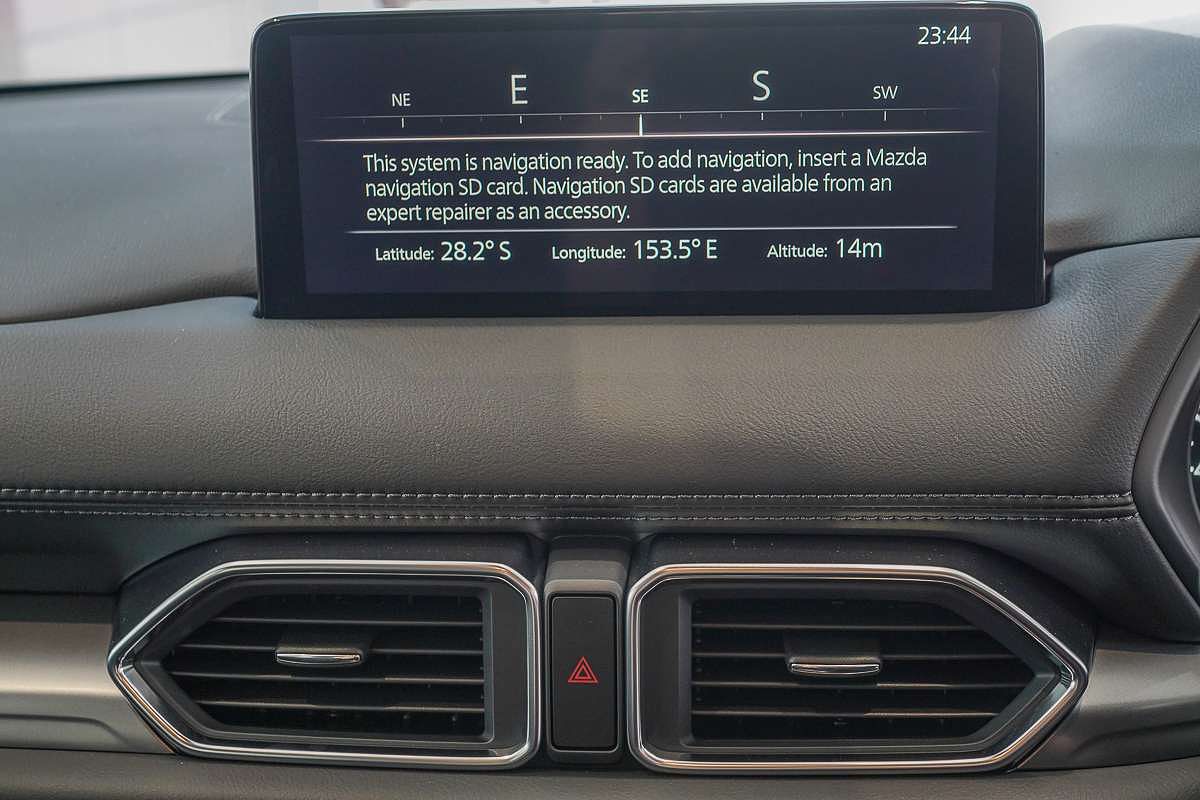 23:44
NE E SE S SW
This system is navigation ready. To add navigation, insert a Mazda
navigation SD card. Navigation SD cards are available from an
expert repairer as an accessory.
Latitude: 28.2° S Longitude: 153.5° E Altitude: 14m